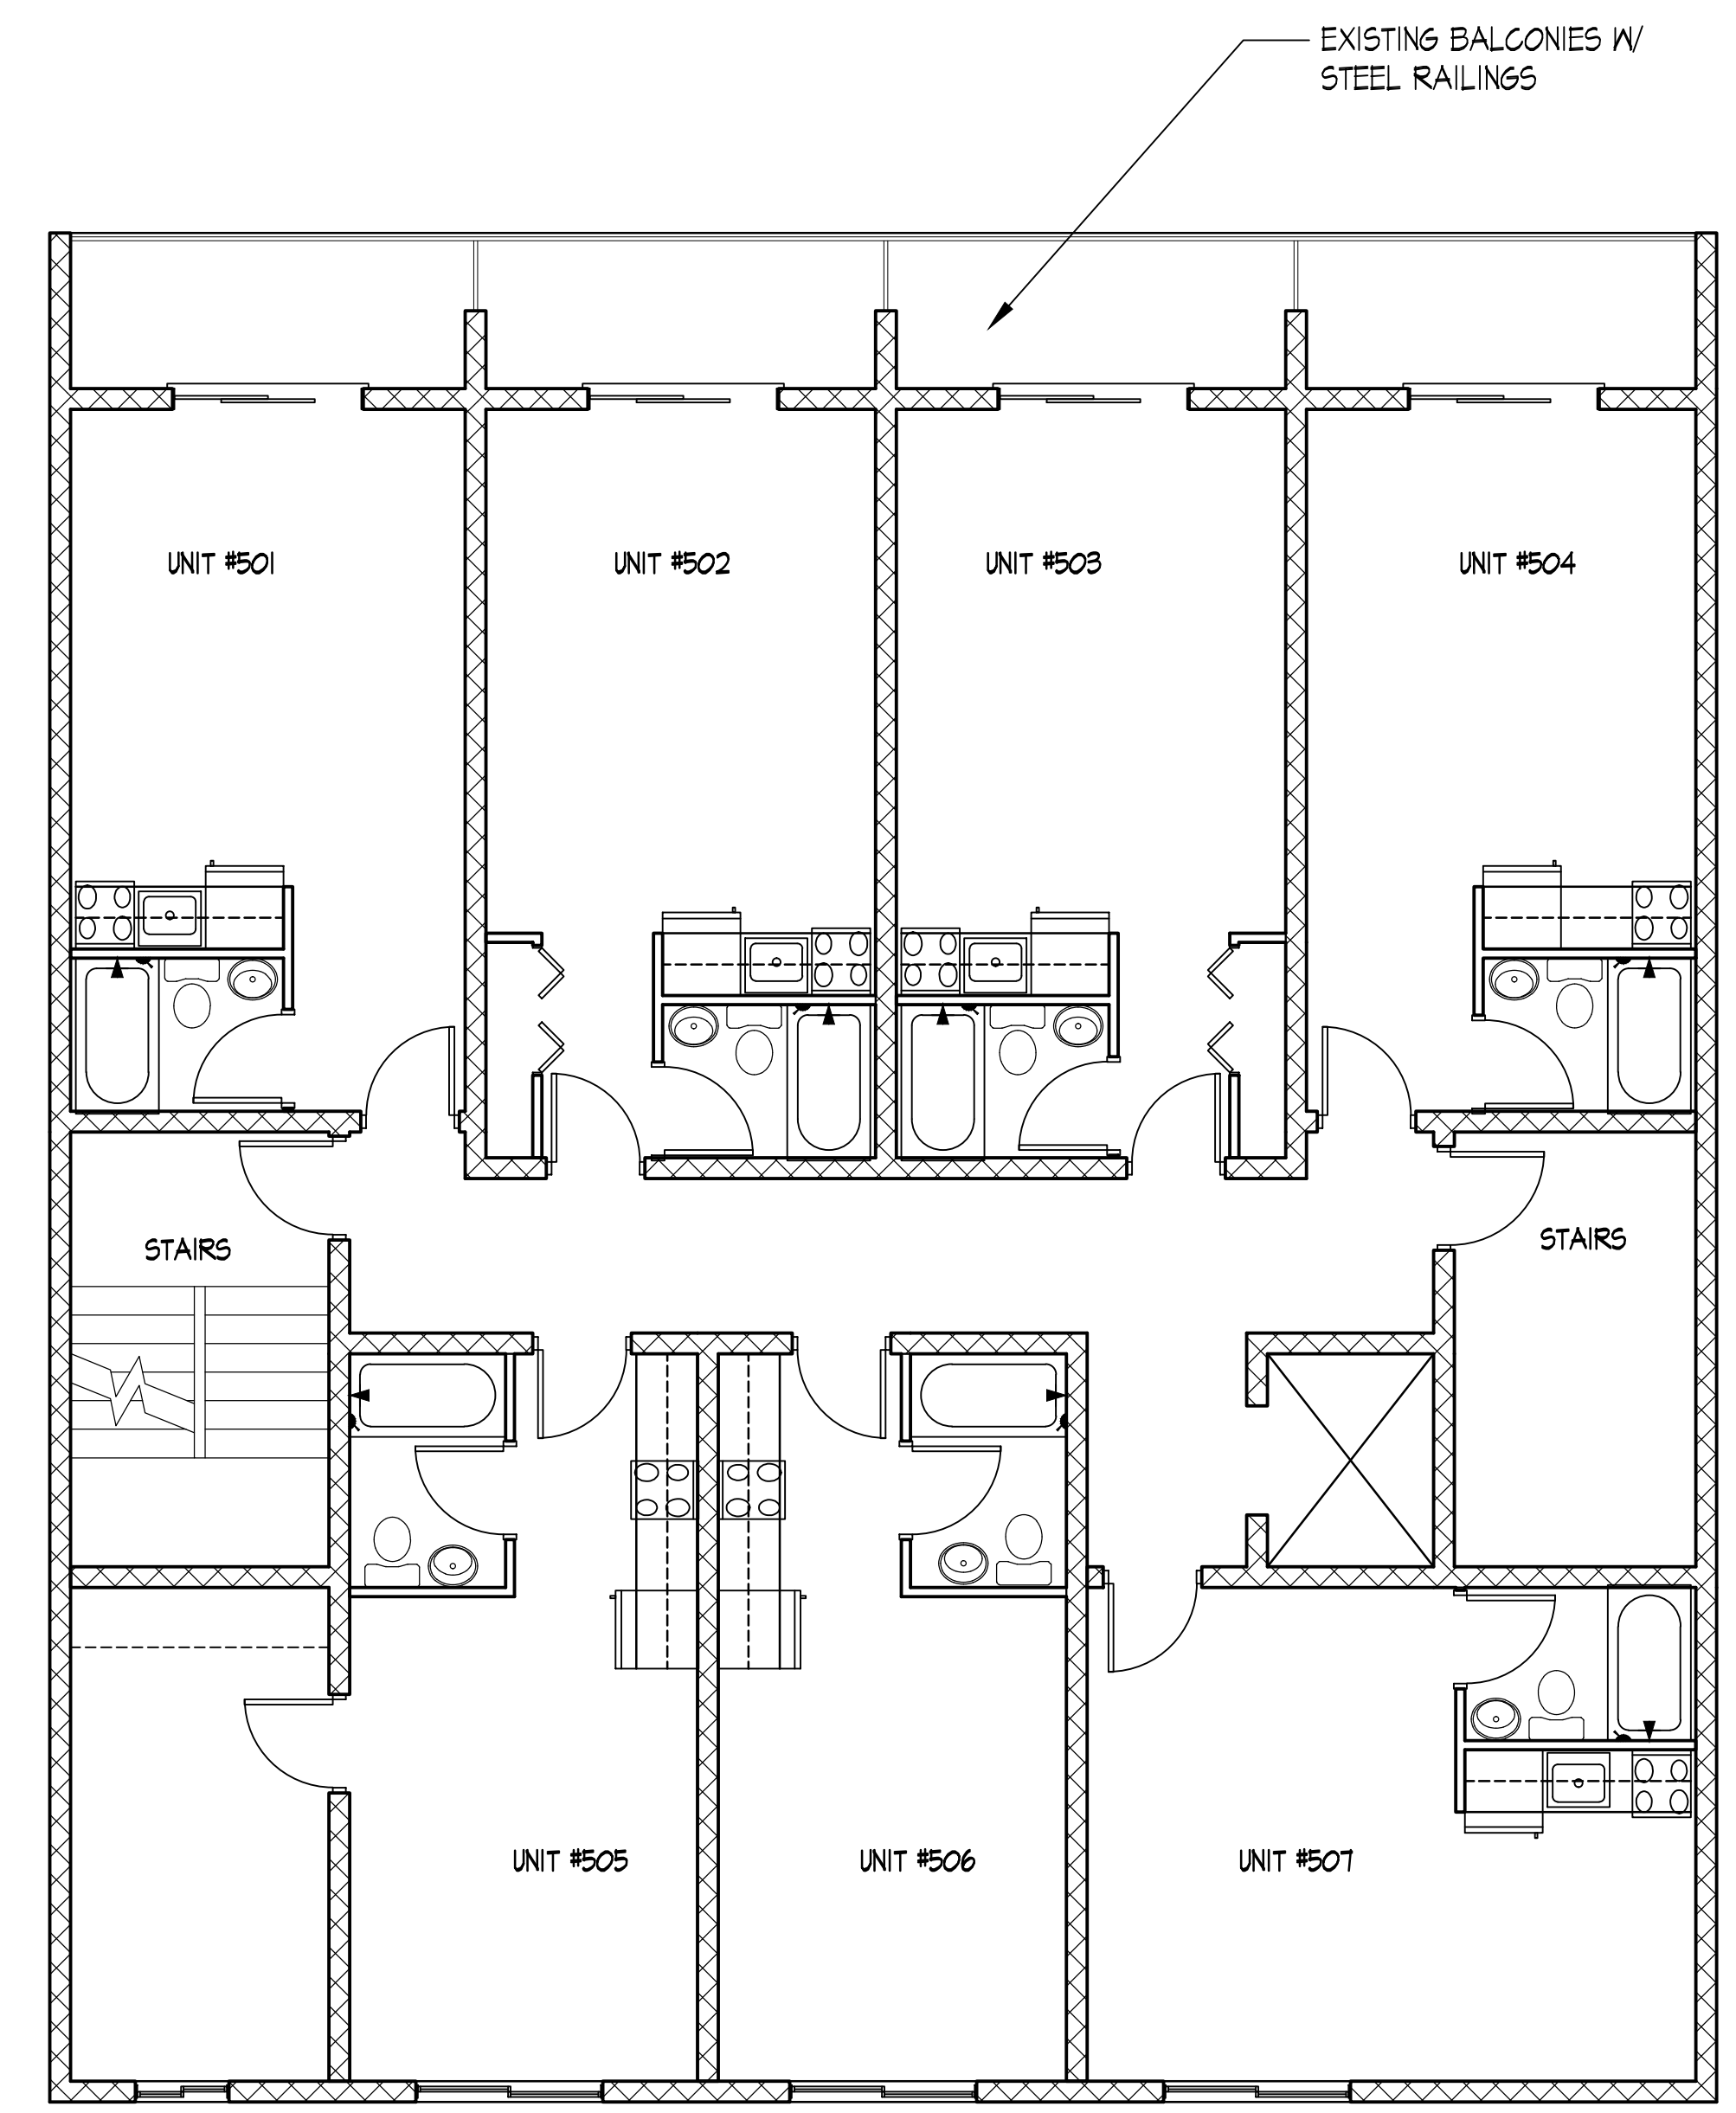 EXISTING BALCONIES W/
STEEL RAILINGS
UNIT #501
UNIT #502
UNIT #503
UNIT #504
STAIRS
STAIRS
UNIT #505
UNIT #506
UNIT #507